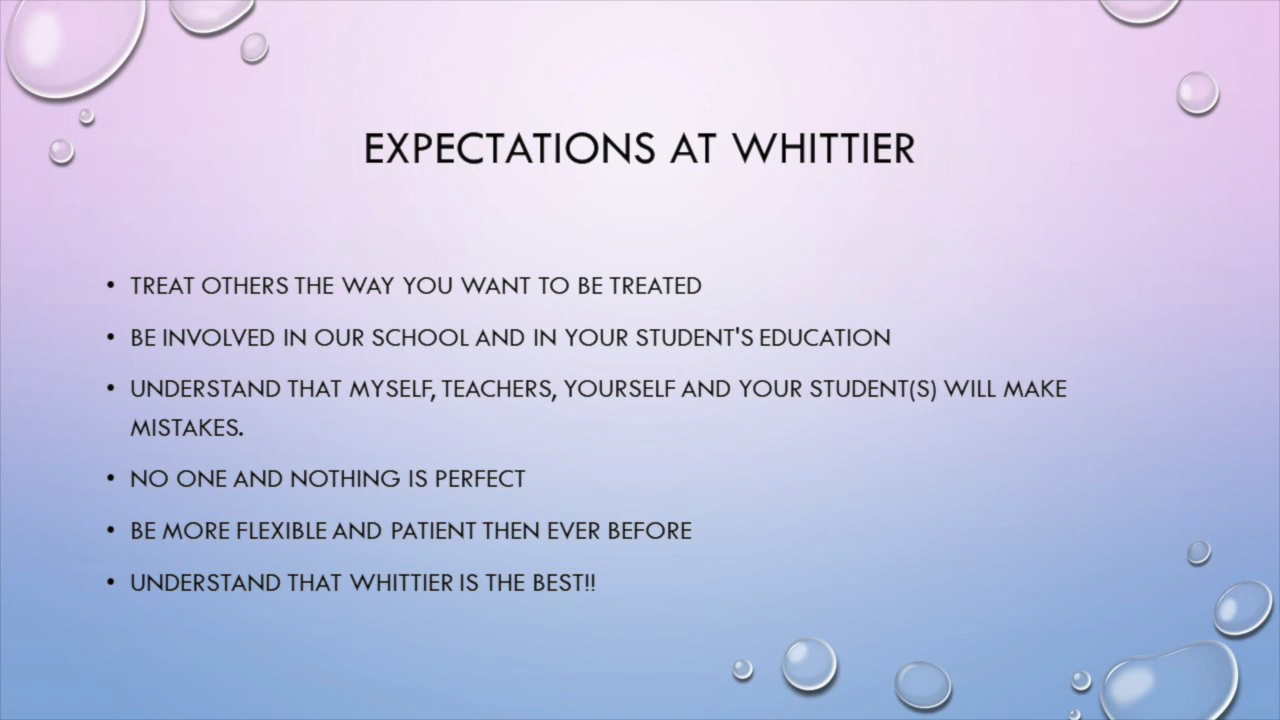 EXPECTATIONS AT WHITTIER
• TREAT OTHERS THE WAY YOU WANT TO BE TREATED
• BE INVOLVED IN OUR SCHOOL AND IN YOUR STUDENT'S EDUCATION
• UNDERSTAND THAT MYSELF, TEACHERS, YOURSELF AND YOUR STUDENT(S) WILL MAKE
MISTAKES.
• NO ONE AND NOTHING IS PERFECT
• BE MORE FLEXIBLE AND PATIENT THEN EVER BEFORE
• UNDERSTAND THAT WHITTIER IS THE BEST!!